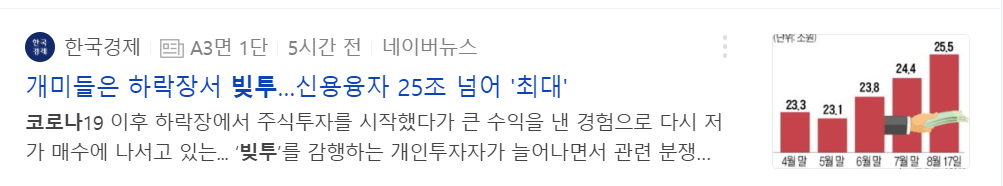 한국
경제
한국경제
A3면 1단
5시간 전
네이버뉴스
개미들은 하락장서 빚투...신용융자 25조 넘어 '최대'
코로나19 이후 하락장에서 주식투자를 시작했다가 큰 수익을 낸 경험으로 다시 저
가 매수에 나서고 있는... ‘빚투’를 감행하는 개인투자자가 늘어나면서 관련 분쟁...
(단위: 조원)
23.3 23.1 23.8 24.4 25.5
4월 말 5월 말 6월 말 7월 말 8월 17일